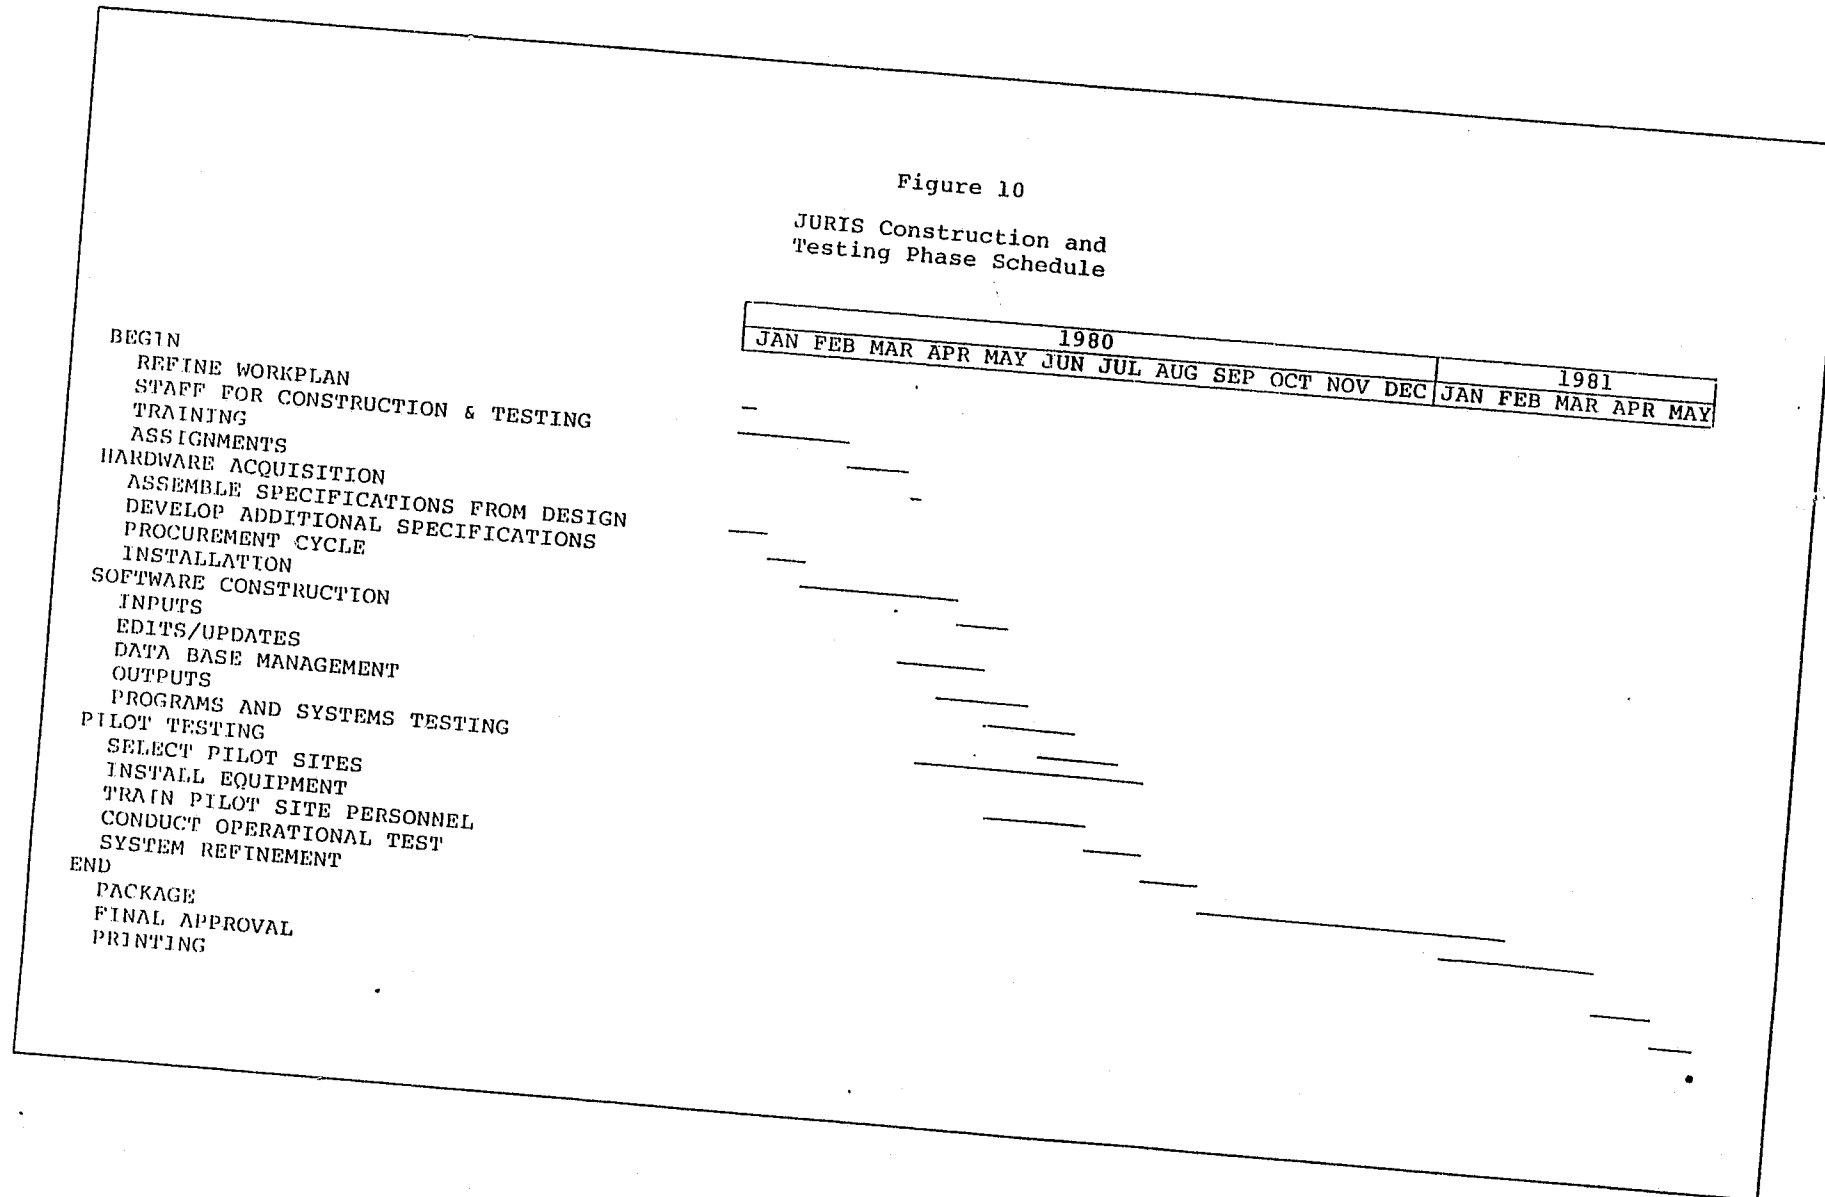 Figure 10
JURIS Construction and
Testing Phase Schedule
1980
1981
JAN FEB MAR APR MAY JUN JUL AUG SEP OCT NOV DEC JAN FEB MAR APR MAY
BEGIN
REFINE WORKPLAN
STAFF FOR CONSTRUCTION & TESTING
TRAINING
ASSIGNMENTS
HARDWARE ACQUISITION
ASSEMBLE SPECIFICATIONS FROM DESIGN
DEVELOP ADDITIONAL SPECIFICATIONS
PROCUREMENT CYCLE
INSTALLATION
SOFTWARE CONSTRUCTION
INPUTS
EDITS/UPDATES
DATA BASE MANAGEMENT
OUTPUTS
PROGRAMS AND SYSTEMS TESTING
PILOT TESTING
SELECT PILOT SITES
INSTALL EQUIPMENT
TRAIN PILOT SITE PERSONNEL
CONDUCT OPERATIONAL TEST
SYSTEM REFINEMENT
END
PACKAGE
FINAL APPROVAL
PRINTING